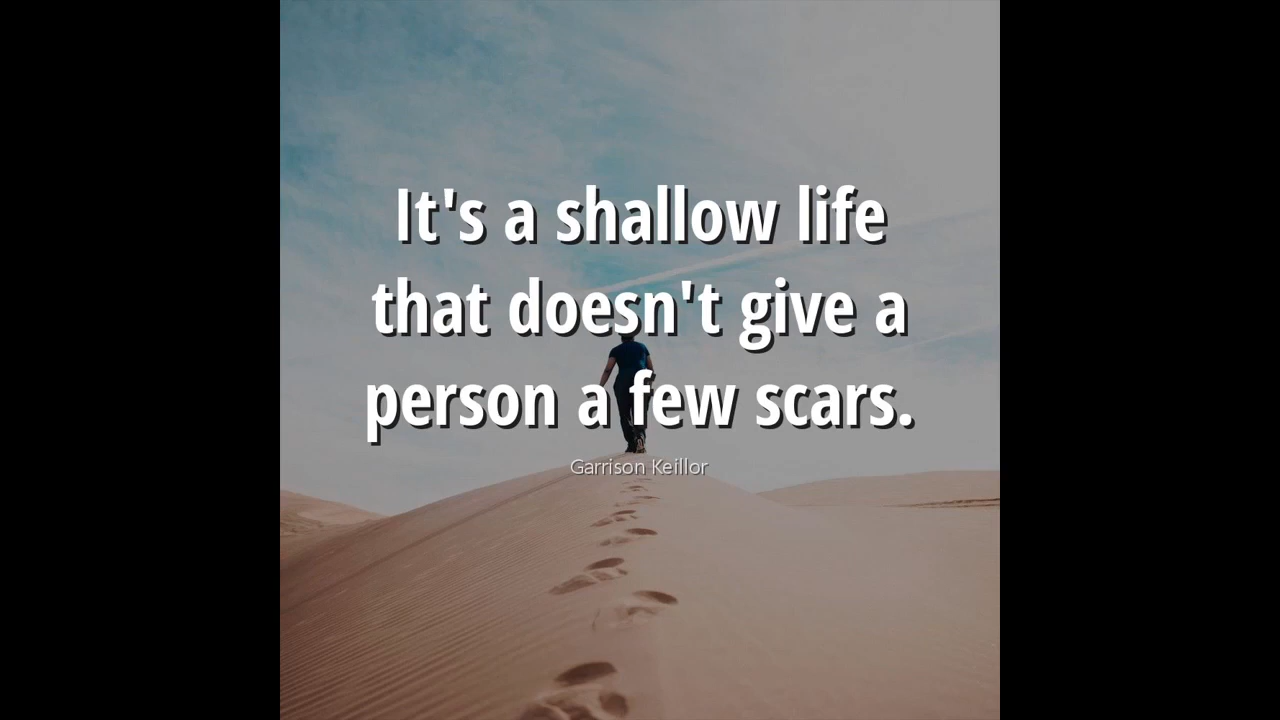 It's a shallow life
that doesn't give a
person a few scars.
Garrison Keillor